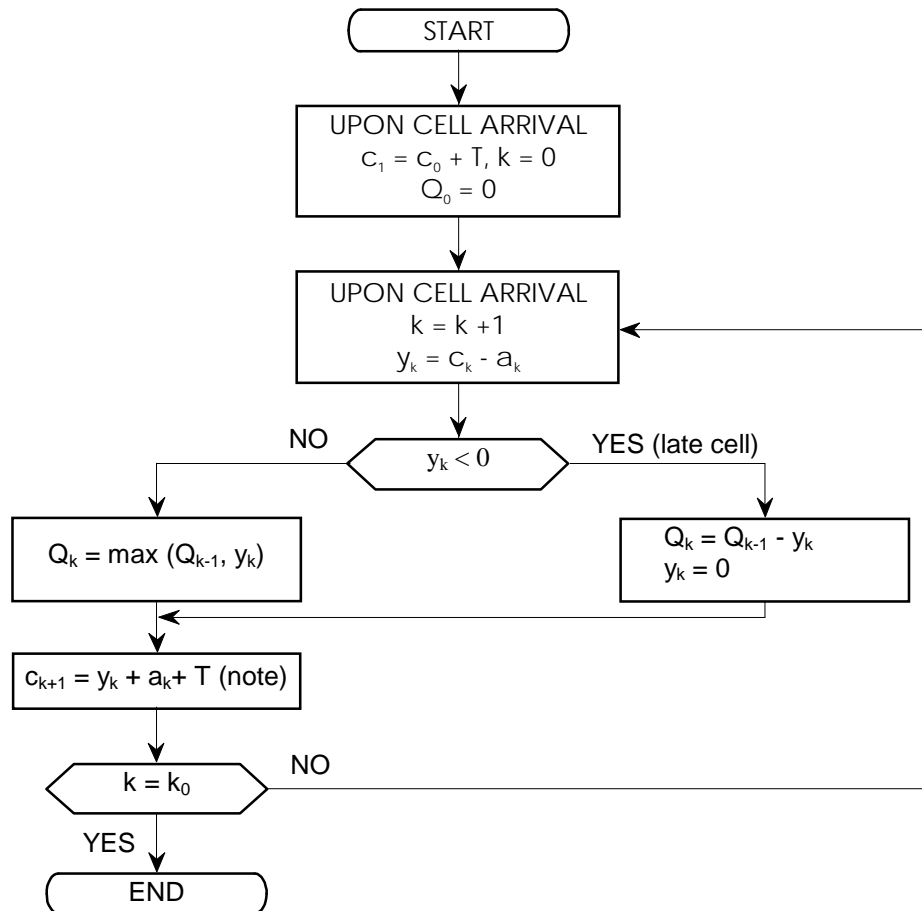 START
UPON CELL ARRIVAL
c₁ = c₀ + T, k = 0
Q₀ = 0
UPON CELL ARRIVAL
k = k +1
yₖ = cₖ - aₖ
NO
yₖ < 0
YES (late cell)
Qₖ = max (Qₖ₋₁, yₖ)
Qₖ = Qₖ₋₁ - yₖ
yₖ = 0
cₖ₊₁ = yₖ + aₖ+ T (note)
k = k₀
NO
YES
END